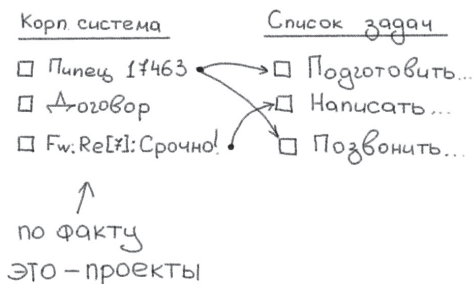 Корп. система
Список задач
Пипец 17463
Подготовить...
Договор
Написать...
Fw:Re[7]:Срочно!
Позвонить...
по факту
это – проекты